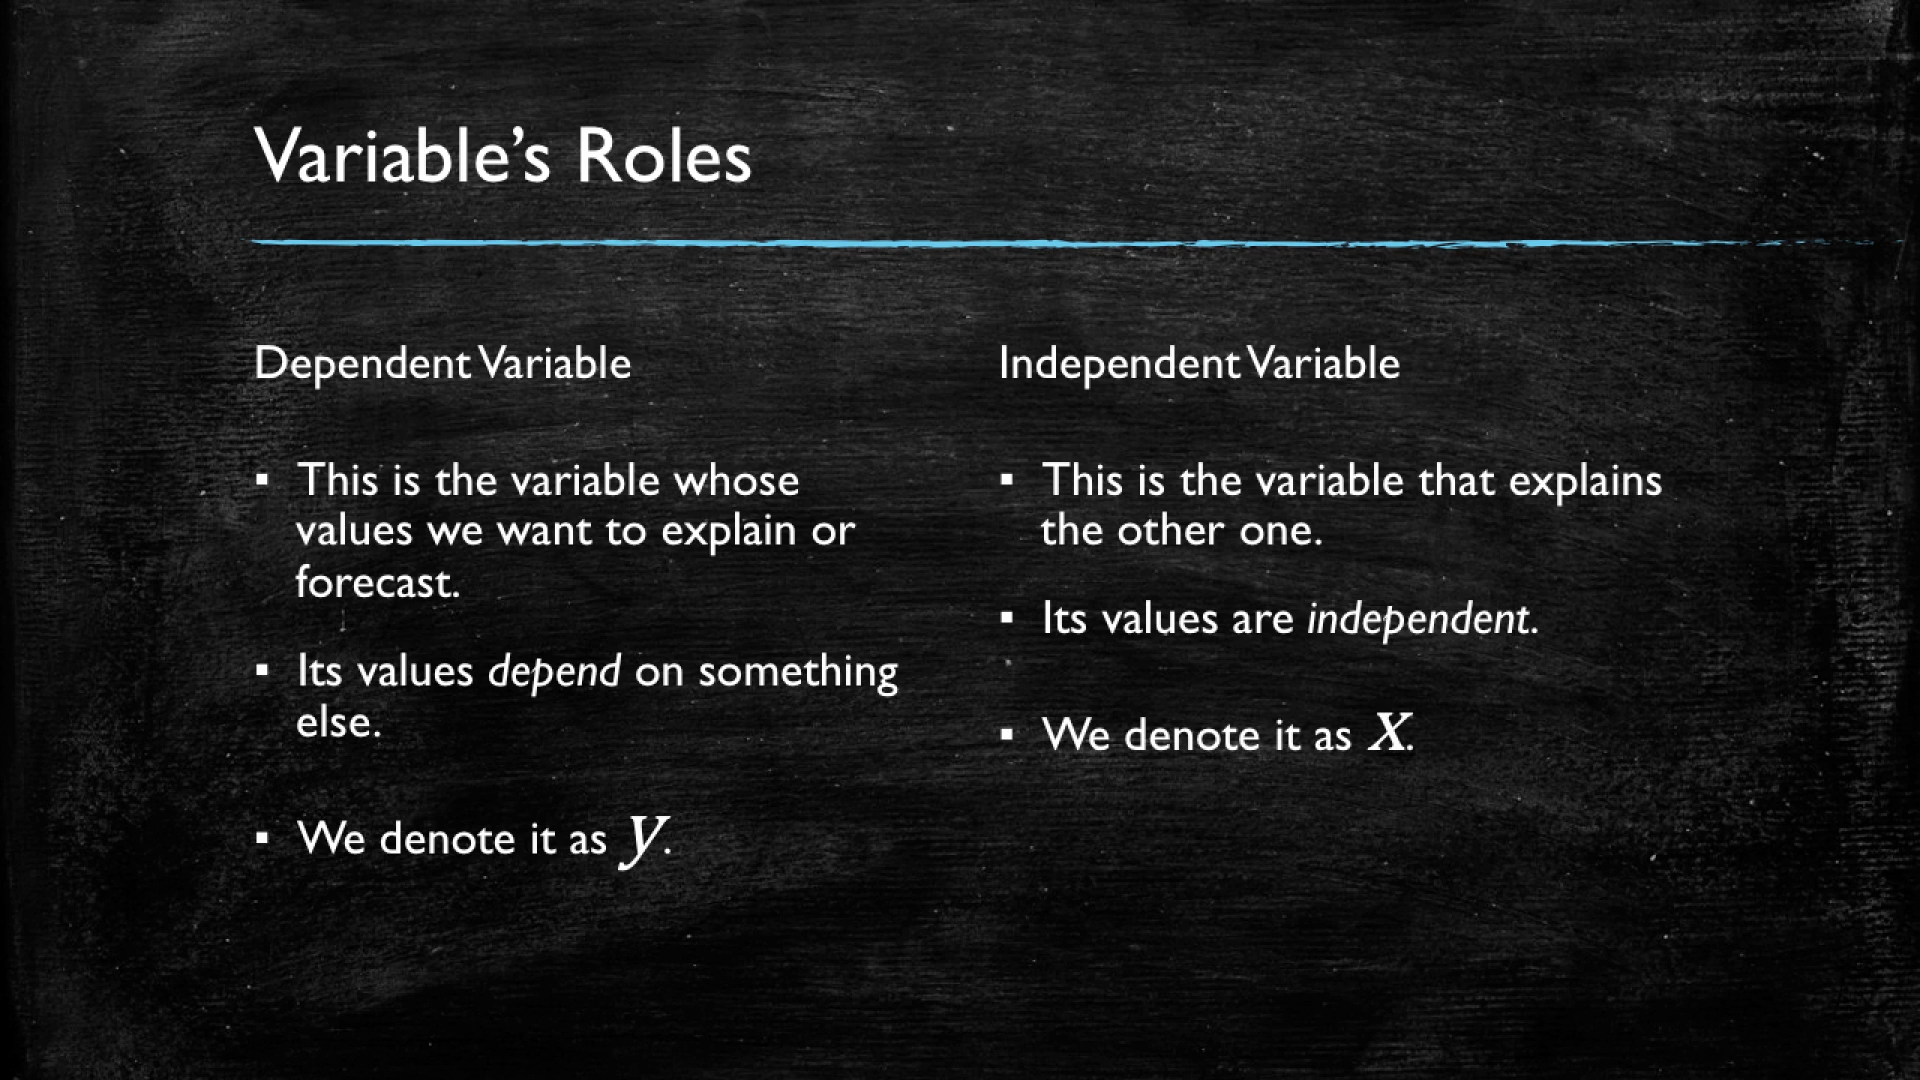 Variable’s Roles
Dependent Variable
▪ This is the variable whose
values we want to explain or
forecast.
▪ Its values depend on something
else.
▪ We denote it as y.
Independent Variable
▪ This is the variable that explains
the other one.
▪ Its values are independent.
▪ We denote it as x.